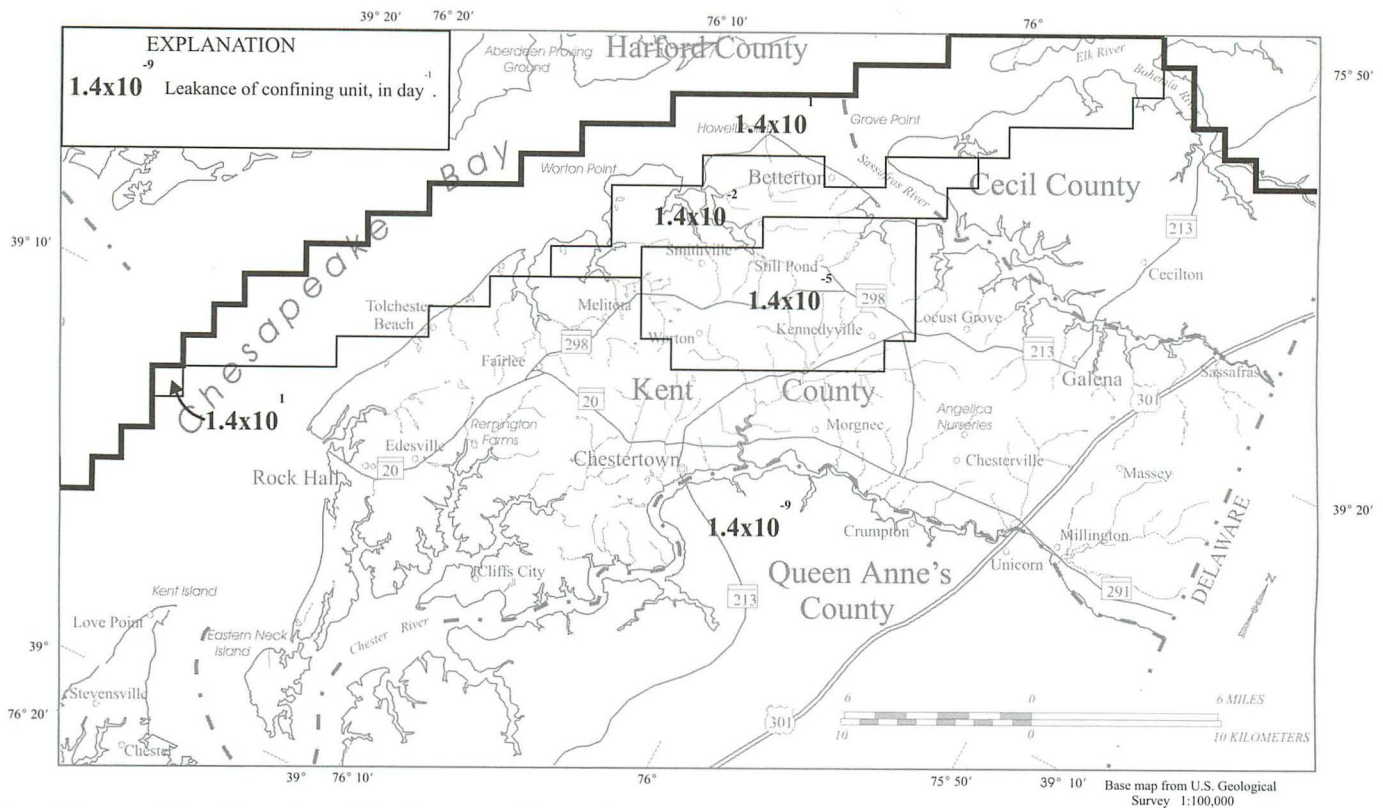 39° 20' 76° 20' 76° 10' 76°
EXPLANATION
1.4x10⁻⁹ Leakance of confining unit, in day⁻¹.
Aberdeen Proving
Ground
Harford County
Elk River
Bohemia River
75° 50'
Howell Point
1.4x10¹
Grove Point
Worton Point
Sassafras River
Betterton
Cecil County
Chesapeake Bay
1.4x10⁻²
213
39° 10'
Smithville
Still Pond
Cecilton
1.4x10⁻⁵
298
Tolchester
Beach
Melitota
Kennedyville
Locust Grove
Worton
298
Fairlee
213
Galena
Sassafras
Kent County
301
20
1.4x10¹
Remington
Farms
Angelica
Nurseries
Morgnec
Edesville
20
Rock Hall
Chestertown
Chesterville
Massey
39° 20'
1.4x10⁻⁹
Crumpton
Millington
Unicorn
DELAWARE
Cliffs City
Queen Anne's
County
291
N
213
Kent Island
Love Point
Chester River
Eastern Neck
Island
39°
Stevensville
6 0 6 MILES
76° 20'
301
10 0 10 KILOMETERS
Chester
39° 76° 10' 76° 75° 50' 39° 10'
Base map from U.S. Geological
Survey 1:100,000